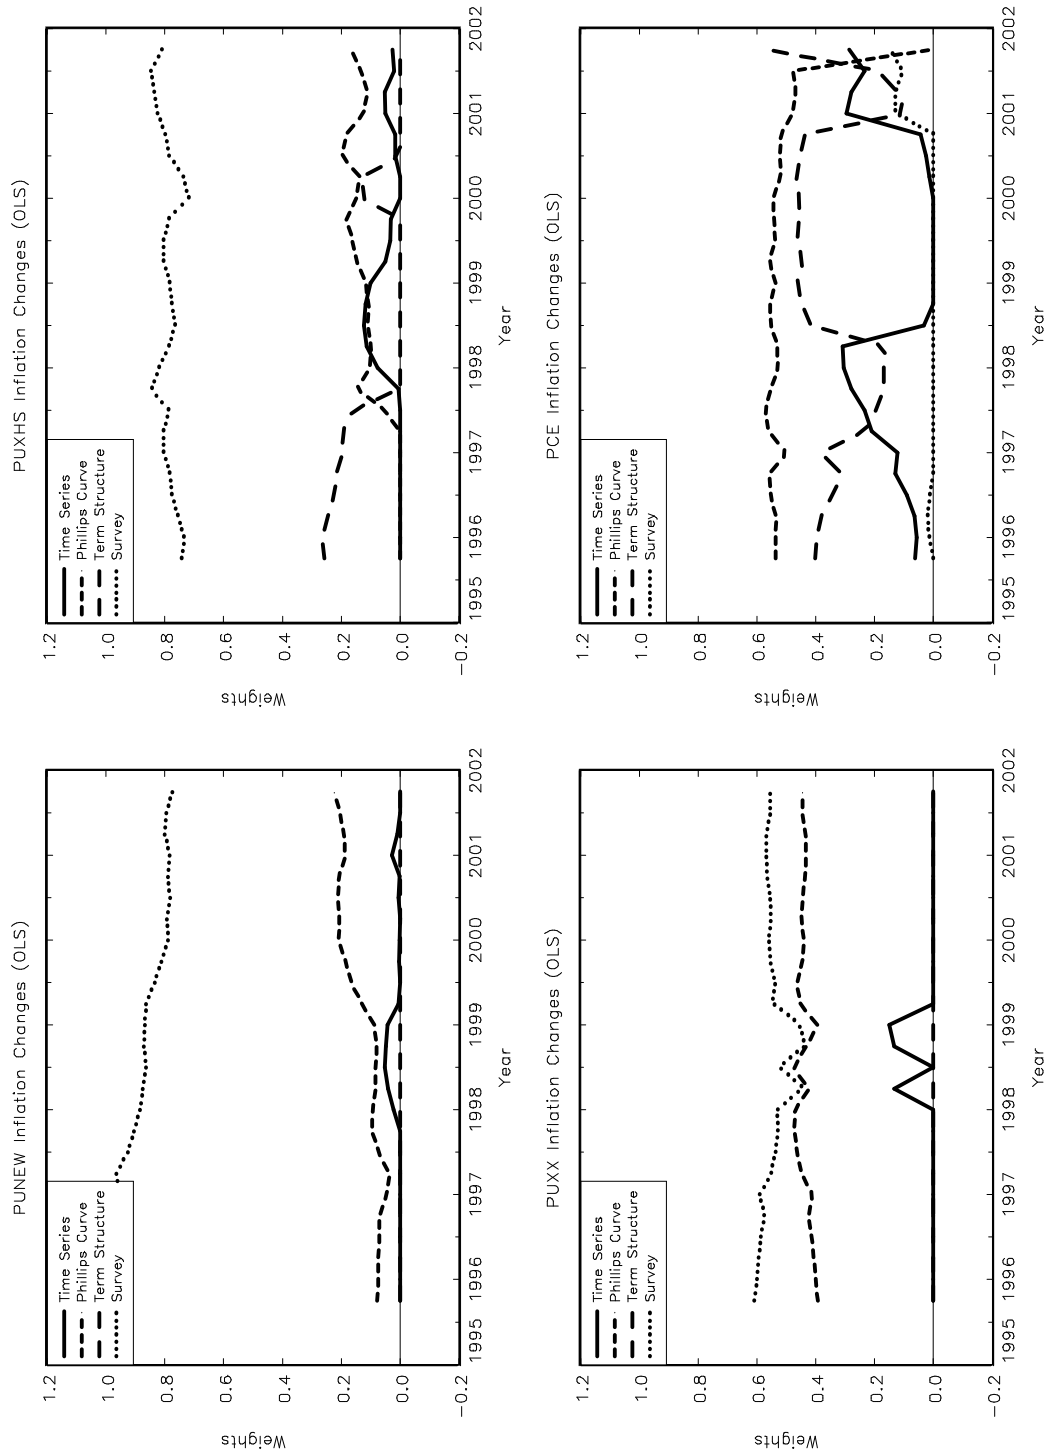 PUNEW Inflation Changes (OLS)
Weights
1.2
1.0
0.8
0.6
0.4
0.2
0.0
−0.2
Time Series
Phillips Curve
Term Structure
Survey
1995 1996 1997 1998 1999 2000 2001 2002
Year
PUXHS Inflation Changes (OLS)
Weights
1.2
1.0
0.8
0.6
0.4
0.2
0.0
−0.2
Time Series
Phillips Curve
Term Structure
Survey
1995 1996 1997 1998 1999 2000 2001 2002
Year
PUXX Inflation Changes (OLS)
Weights
1.2
1.0
0.8
0.6
0.4
0.2
0.0
−0.2
Time Series
Phillips Curve
Term Structure
Survey
1995 1996 1997 1998 1999 2000 2001 2002
Year
PCE Inflation Changes (OLS)
Weights
1.2
1.0
0.8
0.6
0.4
0.2
0.0
−0.2
Time Series
Phillips Curve
Term Structure
Survey
1995 1996 1997 1998 1999 2000 2001 2002
Year